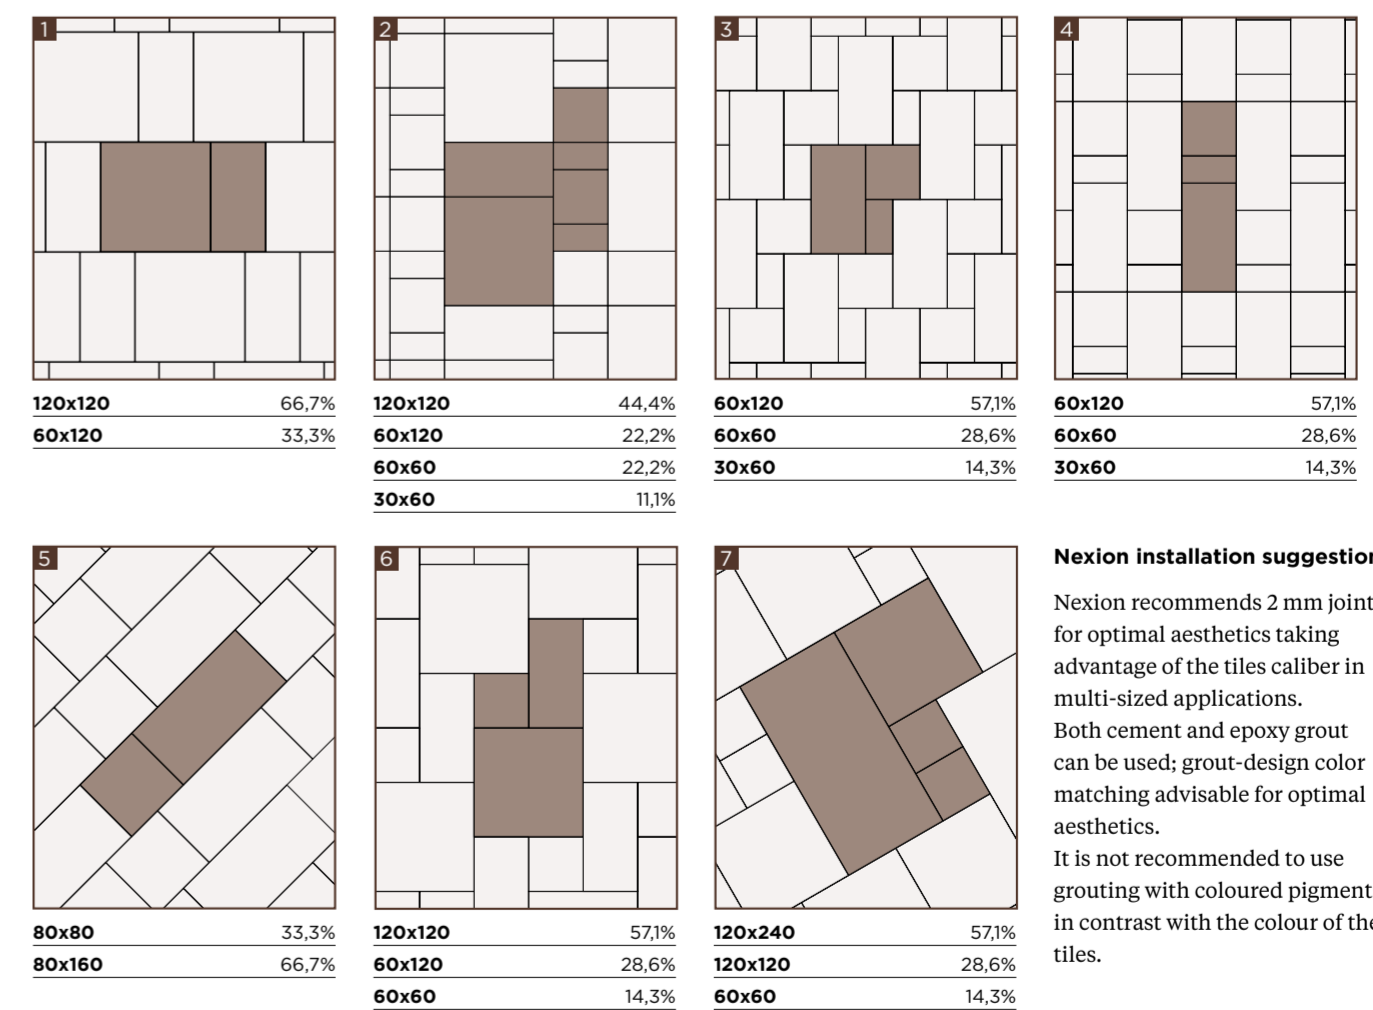 1
2
3
4
120x120 66,7%
60x120 33,3%
120x120 44,4%
60x120 22,2%
60x60 22,2%
30x60 11,1%
60x120 57,1%
60x60 28,6%
30x60 14,3%
60x120 57,1%
60x60 28,6%
30x60 14,3%
5
6
7
80x80 33,3%
80x160 66,7%
120x120 57,1%
60x120 28,6%
60x60 14,3%
120x240 57,1%
120x120 28,6%
60x60 14,3%
Nexion installation suggestion
Nexion recommends 2 mm joint
for optimal aesthetics taking
advantage of the tiles caliber in
multi-sized applications.
Both cement and epoxy grout
can be used; grout-design color
matching advisable for optimal
aesthetics.
It is not recommended to use
grouting with coloured pigment
in contrast with the colour of the
tiles.